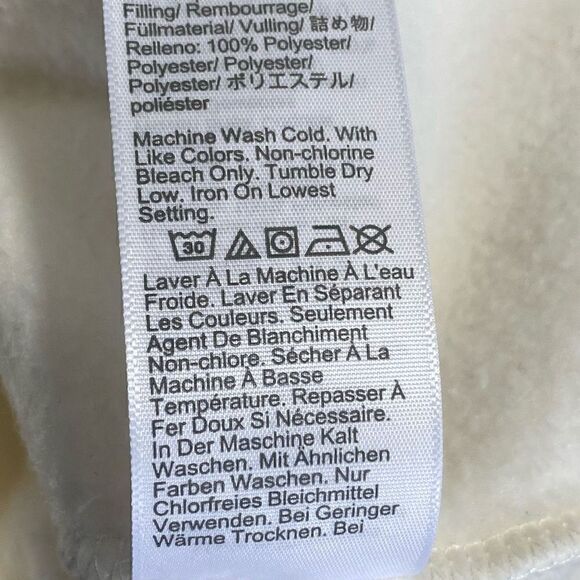 Filling/ Rembourrage/
Füllmaterial/ Vulling/ 詰め物/
Relleno: 100% Polyester/
Polyester/ Polyester/
Polyester/ ポリエステル/
poliéster
Machine Wash Cold. With
Like Colors. Non-chlorine
Bleach Only. Tumble Dry
Low. Iron On Lowest
Setting.
30
Laver À La Machine À L'eau
Froide. Laver En Séparant
Les Couleurs. Seulement
Agent De Blanchiment
Non-chlore. Sécher À La
Machine À Basse
Température. Repasser À
Fer Doux Si Nécessaire.
In Der Maschine Kalt
Waschen. Mit Ähnlichen
Farben Waschen. Nur
Chlorfreies Bleichmittel
Verwenden. Bei Geringer
Wärme Trocknen. Bei